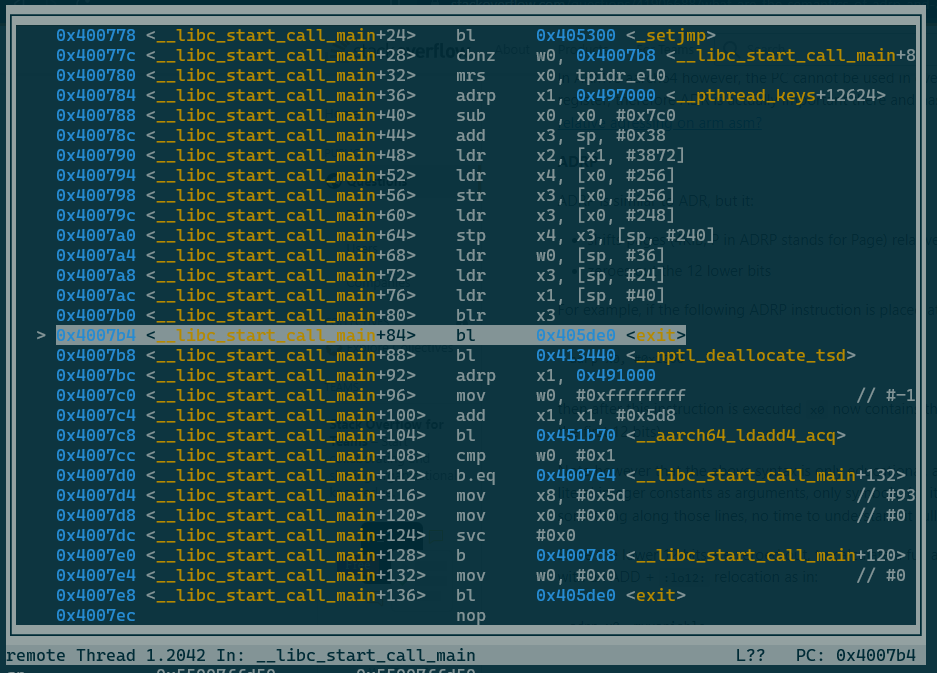 0x400778 <__libc_start_call_main+24> bl 0x405300 <_setjmp>
0x40077c <__libc_start_call_main+28> cbnz w0, 0x4007b8 <__libc_start_call_main+8
0x400780 <__libc_start_call_main+32> mrs x0, tpidr_el0
0x400784 <__libc_start_call_main+36> adrp x1, 0x497000 <__pthread_keys+12624>
0x400788 <__libc_start_call_main+40> sub x0, x0, #0x7c0
0x40078c <__libc_start_call_main+44> add x3, sp, #0x38
0x400790 <__libc_start_call_main+48> ldr x2, [x1, #3872]
0x400794 <__libc_start_call_main+52> ldr x4, [x0, #256]
0x400798 <__libc_start_call_main+56> str x3, [x0, #256]
0x40079c <__libc_start_call_main+60> ldr x3, [x0, #248]
0x4007a0 <__libc_start_call_main+64> stp x4, x3, [sp, #240]
0x4007a4 <__libc_start_call_main+68> ldr w0, [sp, #36]
0x4007a8 <__libc_start_call_main+72> ldr x3, [sp, #24]
0x4007ac <__libc_start_call_main+76> ldr x1, [sp, #40]
0x4007b0 <__libc_start_call_main+80> blr x3
> 0x4007b4 <__libc_start_call_main+84> bl 0x405de0 <exit>
0x4007b8 <__libc_start_call_main+88> bl 0x413440 <__nptl_deallocate_tsd>
0x4007bc <__libc_start_call_main+92> adrp x1, 0x491000
0x4007c0 <__libc_start_call_main+96> mov w0, #0xffffffff // #-1
0x4007c4 <__libc_start_call_main+100> add x1, x1, #0x5d8
0x4007c8 <__libc_start_call_main+104> bl 0x451b70 <__aarch64_ldadd4_acq>
0x4007cc <__libc_start_call_main+108> cmp w0, #0x1
0x4007d0 <__libc_start_call_main+112> b.eq 0x4007e4 <__libc_start_call_main+132>
0x4007d4 <__libc_start_call_main+116> mov x8, #0x5d // #93
0x4007d8 <__libc_start_call_main+120> mov x0, #0x0 // #0
0x4007dc <__libc_start_call_main+124> svc #0x0
0x4007e0 <__libc_start_call_main+128> b 0x4007d8 <__libc_start_call_main+120>
0x4007e4 <__libc_start_call_main+132> mov w0, #0x0 // #0
0x4007e8 <__libc_start_call_main+136> bl 0x405de0 <exit>
0x4007ec nop
remote Thread 1.2042 In: __libc_start_call_main L?? PC: 0x4007b4